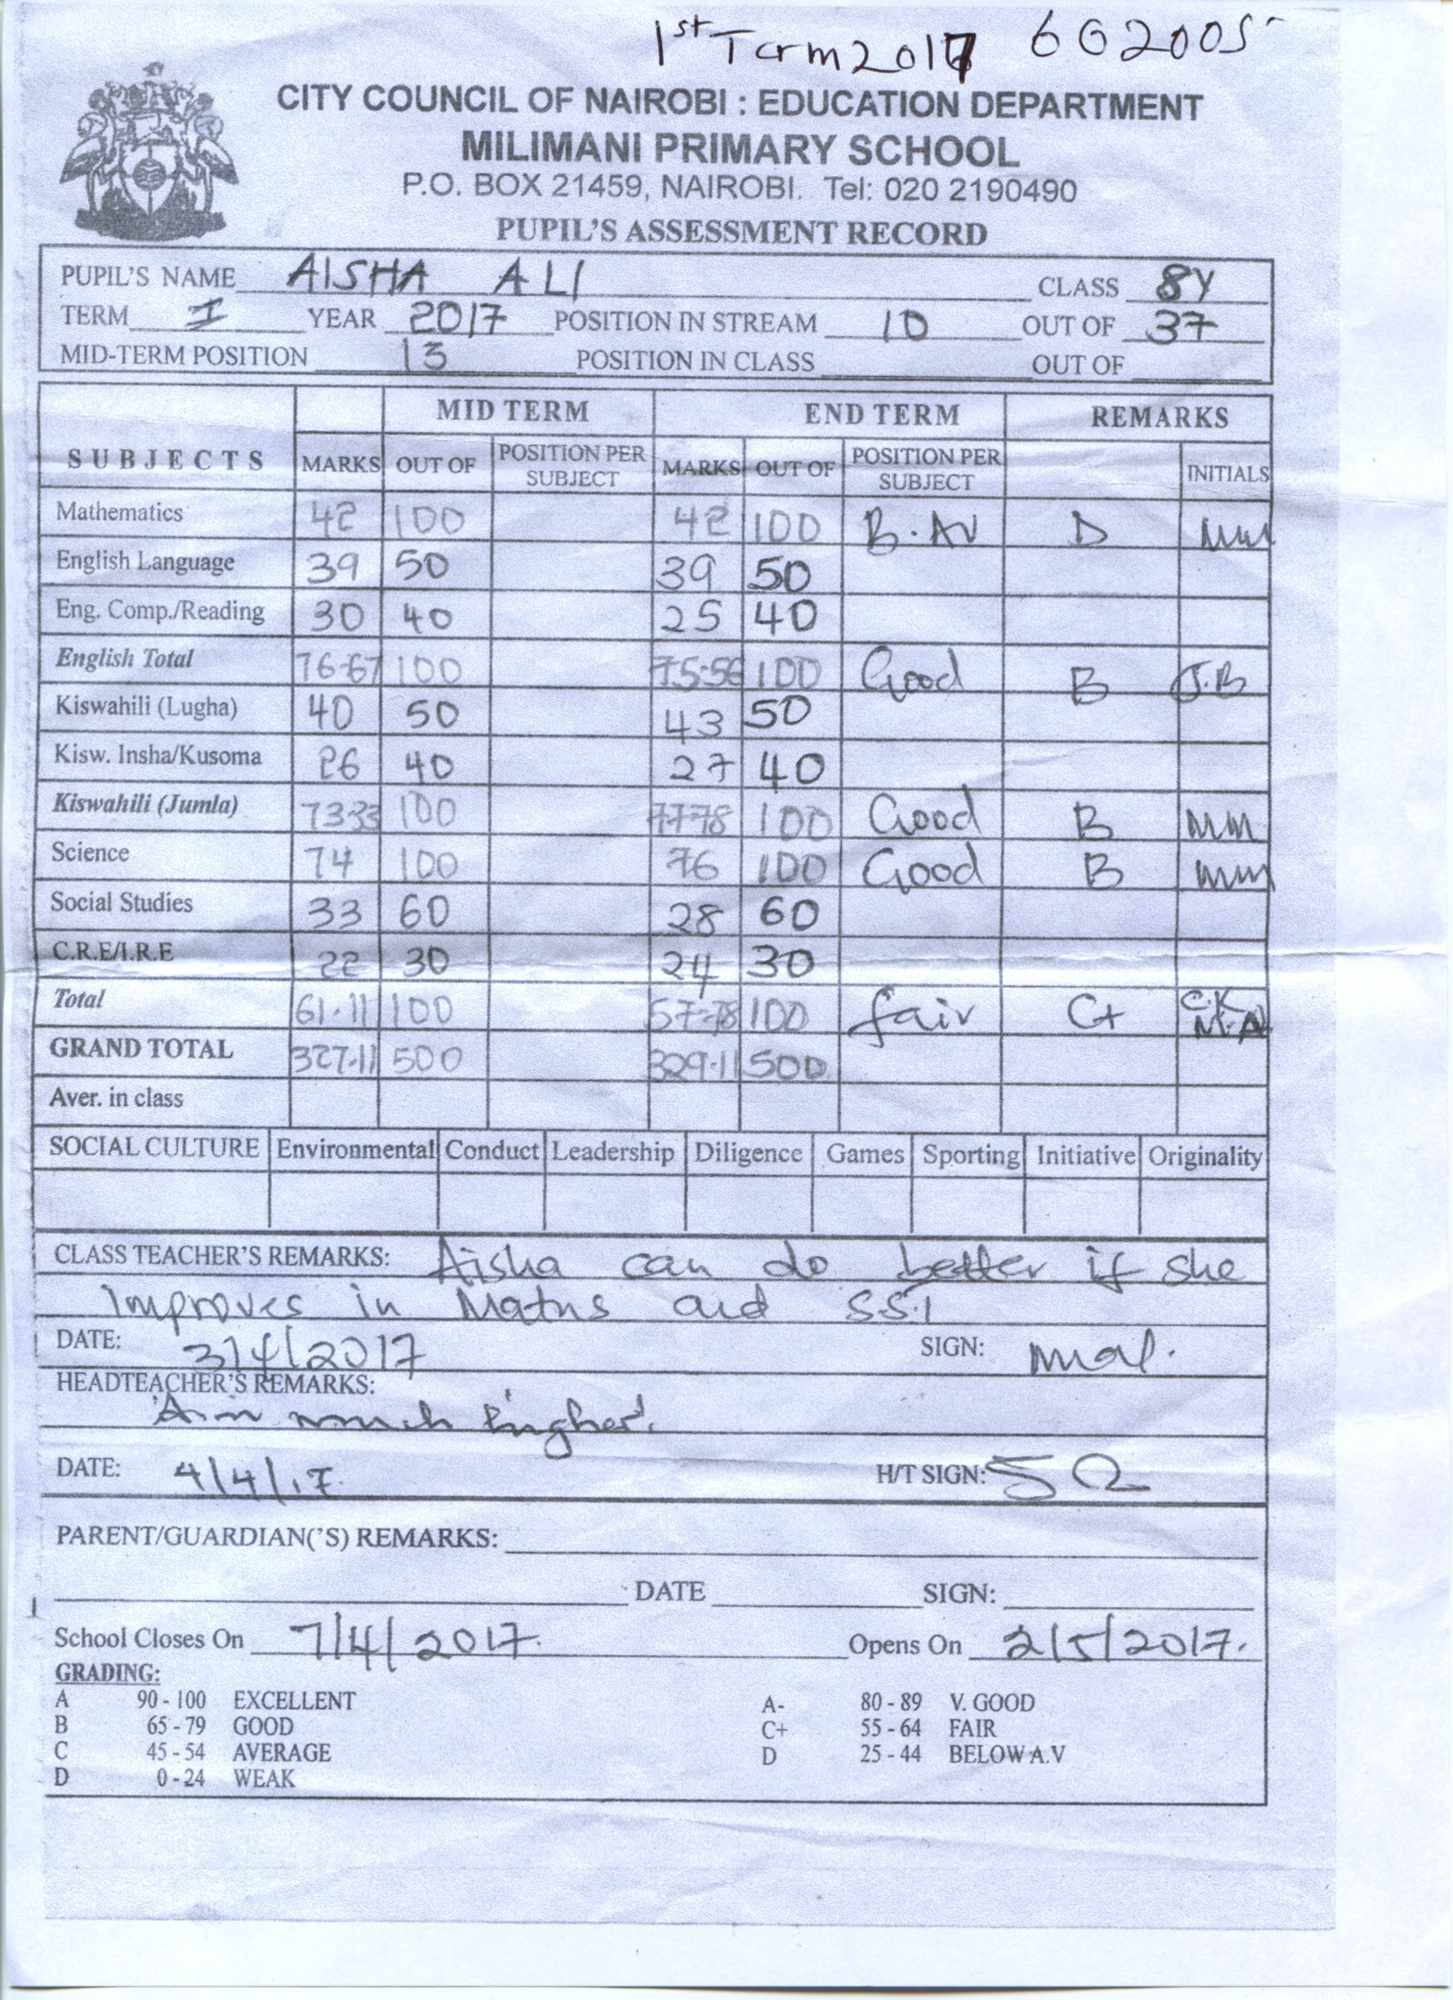 1st Term 2017 6G2005
CITY COUNCIL OF NAIROBI : EDUCATION DEPARTMENT
MILIMANI PRIMARY SCHOOL
P.O. BOX 21459, NAIROBI. Tel: 020 2190490
PUPIL'S ASSESSMENT RECORD
PUPIL'S NAME AISHA ALI CLASS 8Y
TERM I YEAR 2017 POSITION IN STREAM 10 OUT OF 37
MID-TERM POSITION 13 POSITION IN CLASS OUT OF
MID TERM END TERM REMARKS
SUBJECTS MARKS OUT OF POSITION PER SUBJECT MARKS OUT OF POSITION PER SUBJECT INITIALS
Mathematics 42 100 42 100 B.AV D MM
English Language 39 50 39 50
Eng. Comp./Reading 30 40 25 40
English Total 76-67 100 75-56 100 Good B J.B
Kiswahili (Lugha) 40 50 43 50
Kisw. Insha/Kusoma 26 40 27 40
Kiswahili (Jumla) 73-33 100 77-78 100 Good B MM
Science 74 100 76 100 Good B MM
Social Studies 33 60 28 60
C.R.E/I.R.E 22 30 24 30
Total 61.11 100 57-78 100 fair C+ C.K M.A
GRAND TOTAL 327.11 500 329.11 500
Aver. in class
SOCIAL CULTURE Environmental Conduct Leadership Diligence Games Sporting Initiative Originality
CLASS TEACHER'S REMARKS: Aisha can do better if she
improves in Maths and S.S.T
DATE: 3/4/2017 SIGN:
HEADTEACHER'S REMARKS:
Aim much higher.
DATE: 4/4/17. H/T SIGN:
PARENT/GUARDIAN('S) REMARKS:
DATE SIGN:
School Closes On 7/4/2017. Opens On 2/5/2017.
GRADING:
A 90 - 100 EXCELLENT A- 80 - 89 V. GOOD
B 65 - 79 GOOD C+ 55 - 64 FAIR
C 45 - 54 AVERAGE D 25 - 44 BELOW A.V
D 0 - 24 WEAK